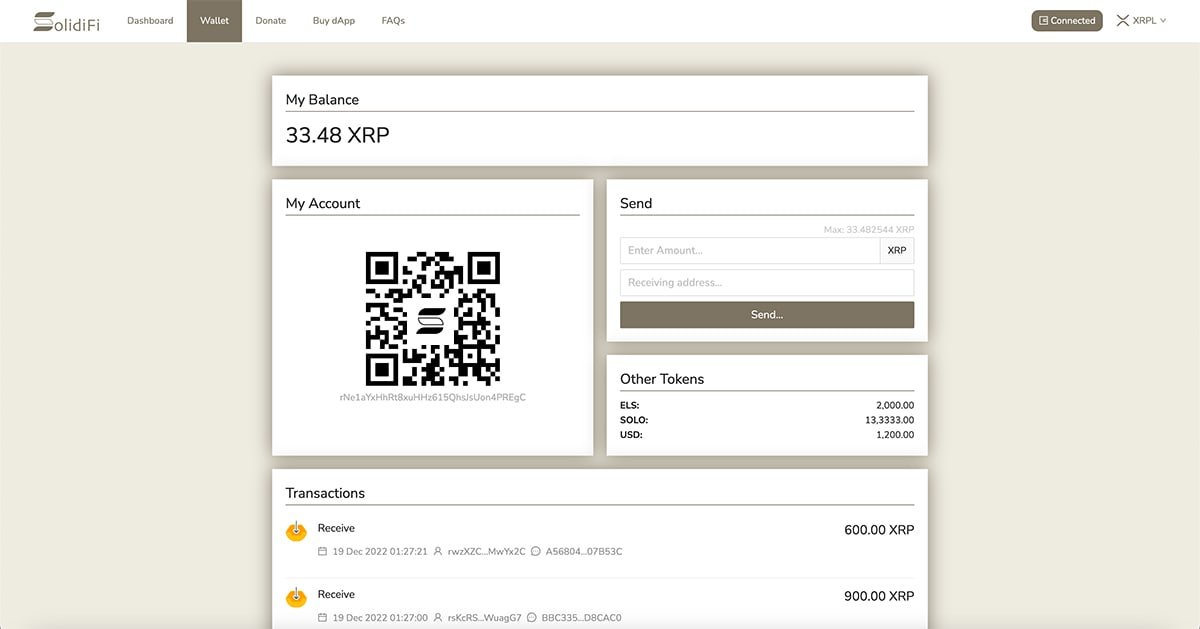 SolidiFi Dashboard Wallet Donate Buy dApp FAQs Connected XRPL
My Balance
33.48 XRP
My Account
rNe1aYxHhRt8xuHHz615QhsJsUon4PREgC
Send
Max: 33.482544 XRP
Enter Amount... XRP
Receiving address...
Send...
Other Tokens
ELS: 2,000.00
SOLO: 13,3333.00
USD: 1,200.00
Transactions
Receive 600.00 XRP
19 Dec 2022 01:27:21 rwzXZC...MwYx2C A56804...07B53C
Receive 900.00 XRP
19 Dec 2022 01:27:00 rsKcRS...WuagG7 BBC335...D8CAC0